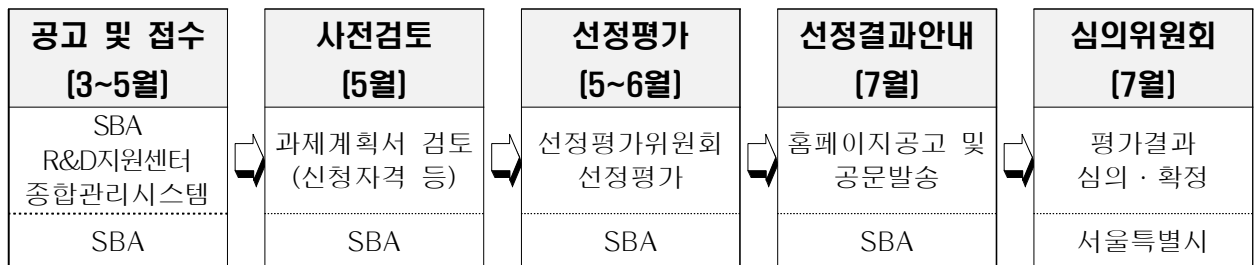 공고 및 접수
(3~5월)
SBA
R&D지원센터
종합관리시스템
SBA
사전검토
(5월)
과제계획서 검토
(신청자격 등)
SBA
선정평가
(5~6월)
선정평가위원회
선정평가
SBA
선정결과안내
(7월)
홈페이지공고 및
공문발송
SBA
심의위원회
(7월)
평가결과
심의·확정
서울특별시